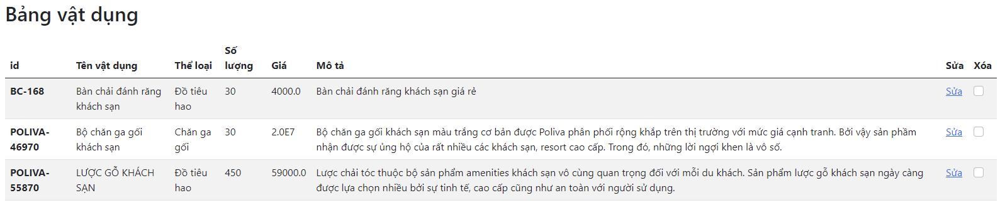 Bảng vật dụng
id Tên vật dụng Thể loại Số lượng Giá Mô tả Sửa Xóa
BC-168 Bàn chải đánh răng khách sạn Đồ tiêu hao 30 4000.0 Bàn chải đánh răng khách sạn giá rẻ Sửa
POLIVA-46970 Bộ chăn ga gối khách sạn Chăn ga gối 30 2.0E7 Bộ chăn ga gối khách sạn màu trắng cơ bản được Poliva phân phối rộng khắp trên thị trường với mức giá cạnh tranh. Bởi vậy sản phầm nhận được sự ủng hộ của rất nhiều các khách sạn, resort cao cấp. Trong đó, những lời ngợi khen là vô số. Sửa
POLIVA-55870 LƯỢC GỖ KHÁCH SẠN Đồ tiêu hao 450 59000.0 Lược chải tóc thuộc bộ sản phẩm amenities khách sạn vô cùng quan trọng đối với mỗi du khách. Sản phẩm lược gỗ khách sạn ngày càng được lựa chọn nhiều bởi sự tinh tế, cao cấp cũng như an toàn với người sử dụng. Sửa